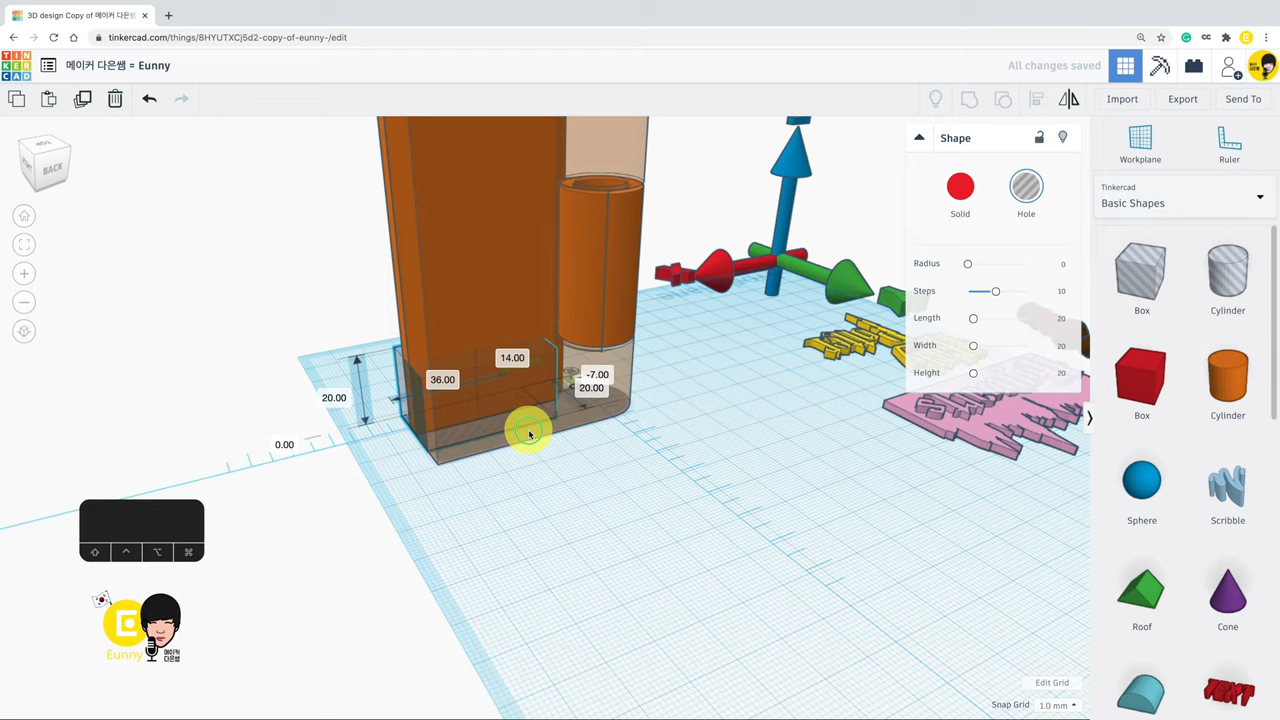 3D design Copy of 메이커 다은쌤
tinkercad.com/things/8HYUTXCj5d2-copy-of-eunny-/edit
TIN
KER
CAD
메이커 다은쌤 = Eunny
All changes saved
Import
Export
Send To
BACK
Shape
Solid
Hole
Radius
0
Steps
10
Length
20
Width
20
Height
20
Workplane
Ruler
Tinkercad
Basic Shapes
Box
Cylinder
Box
Cylinder
Sphere
Scribble
Roof
Cone
TEXT
14.00
36.00
-7.00
20.00
20.00
0.00
Eunny
메이커
다은쌤
Edit Grid
Snap Grid
1.0 mm